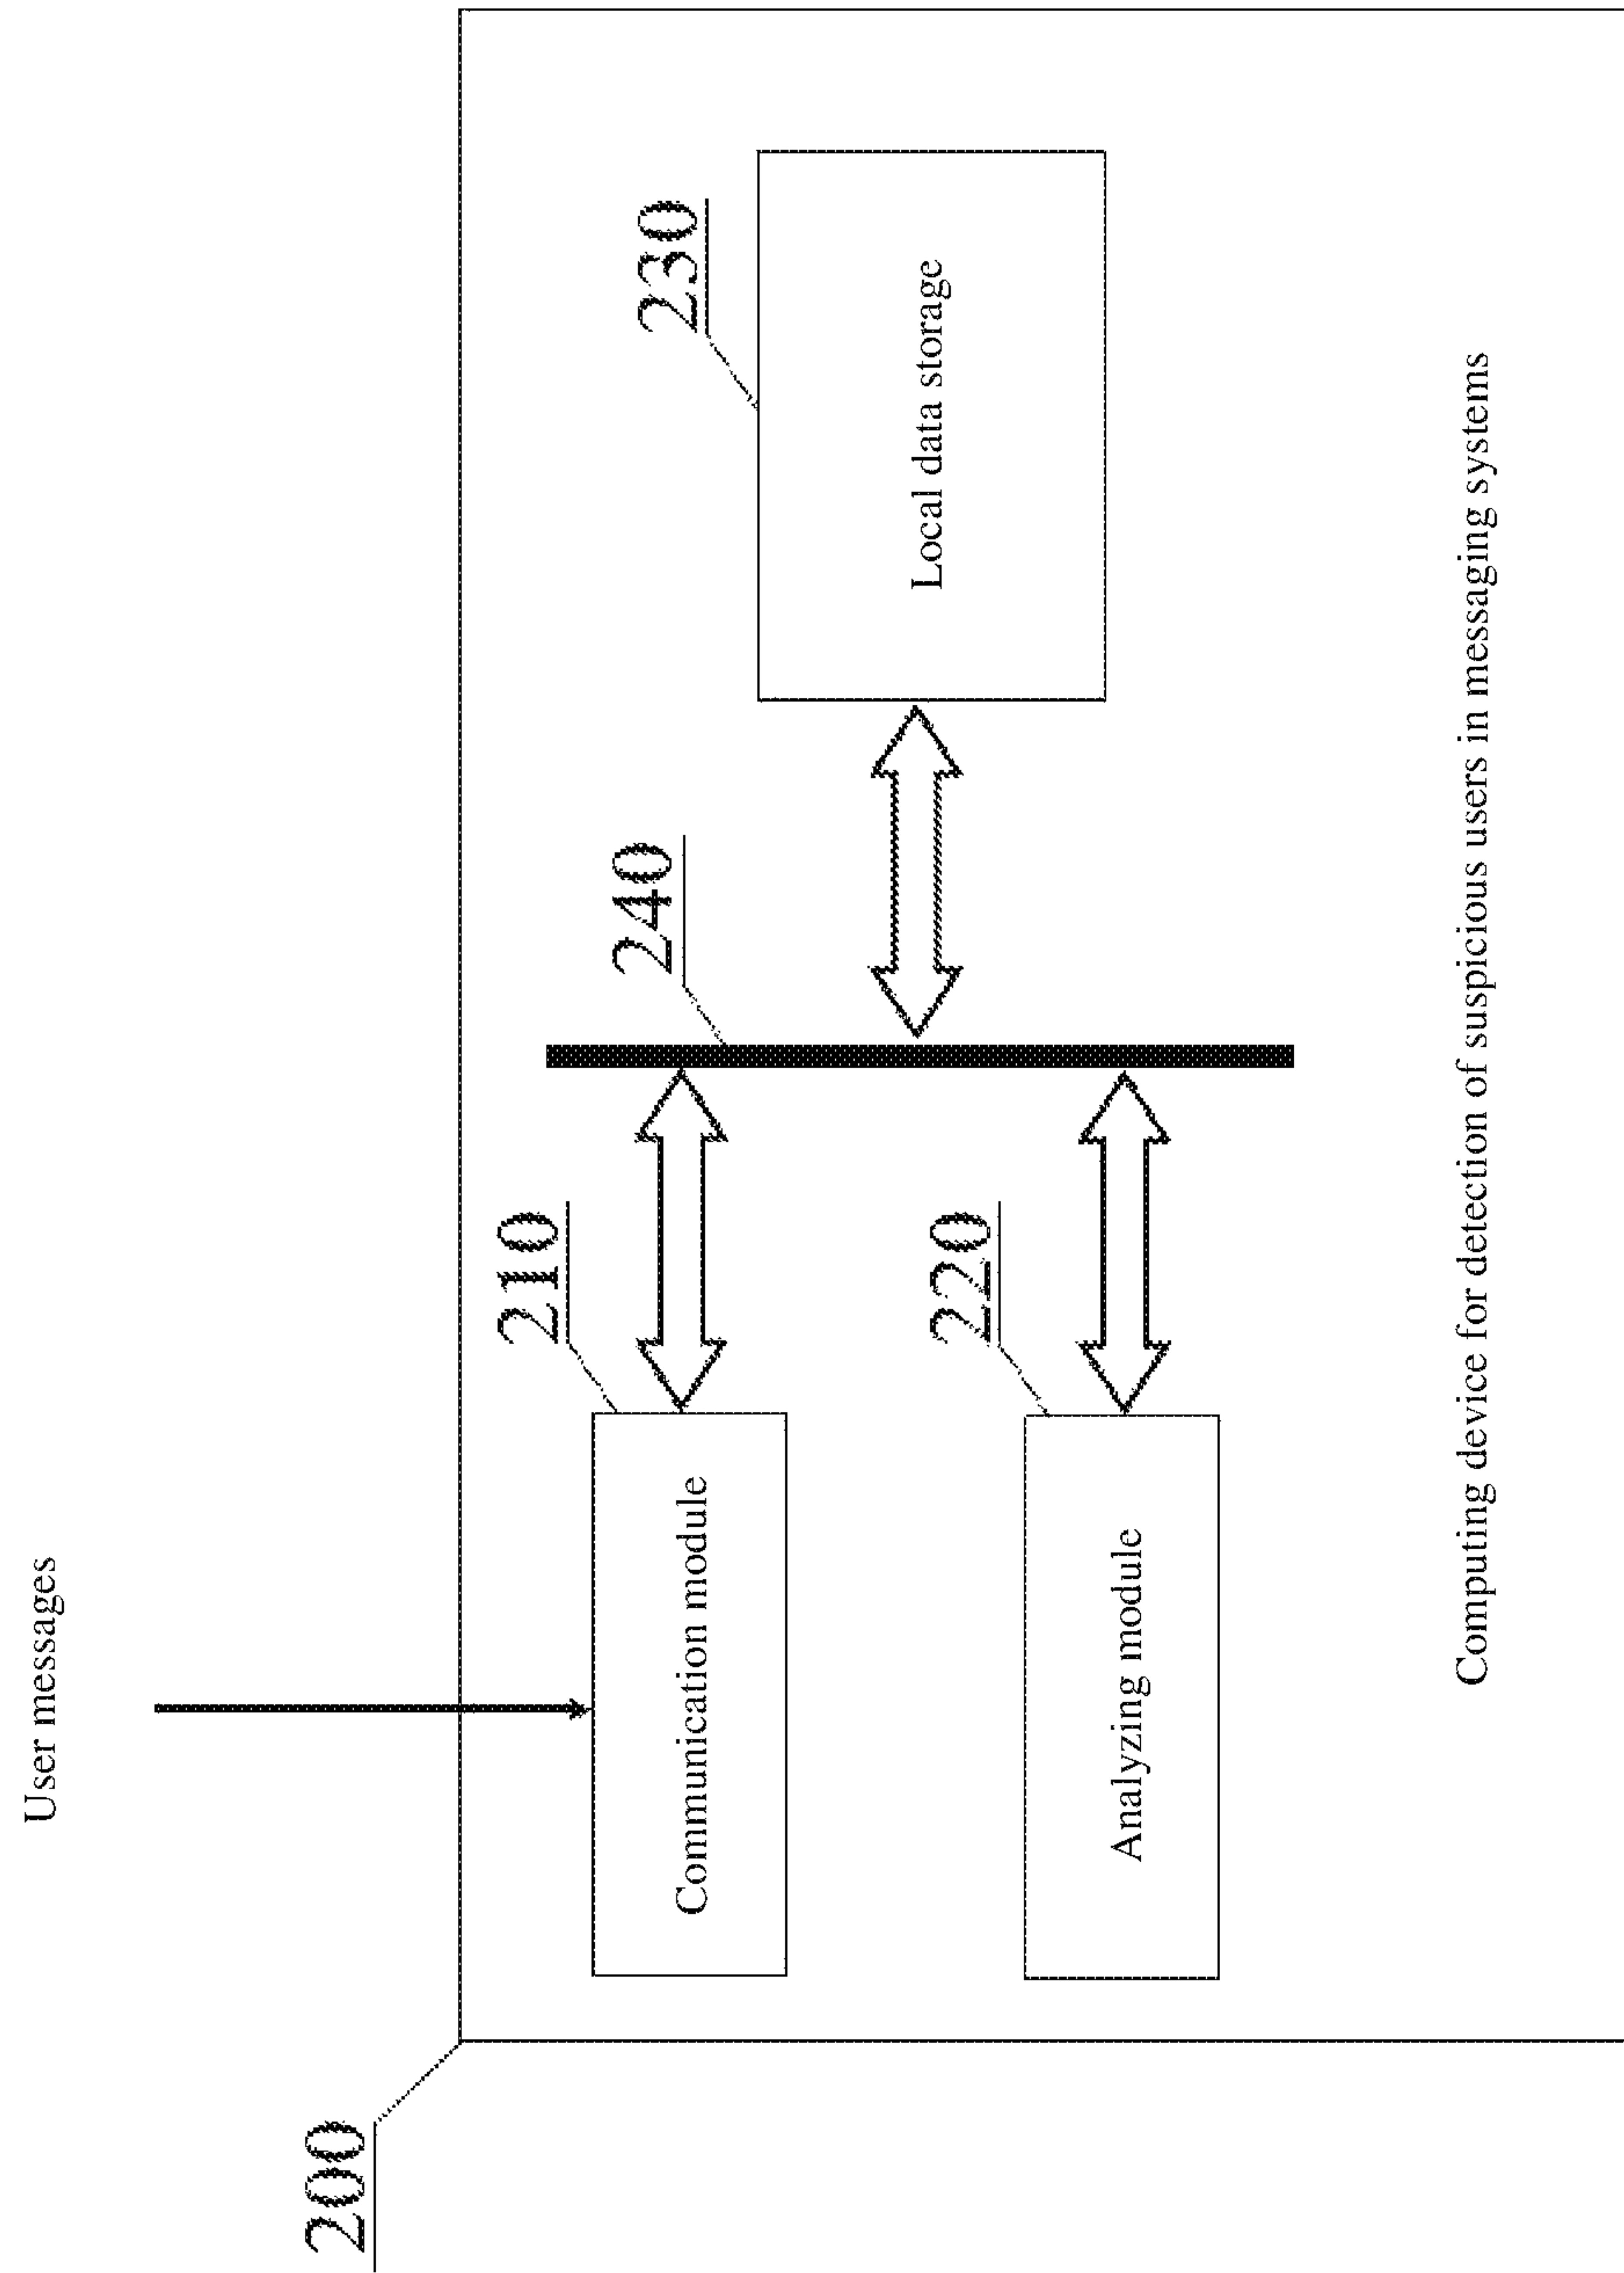 User messages
200
210
Communication module
220
Analyzing module
240
230
Local data storage
Computing device for detection of suspicious users in messaging systems